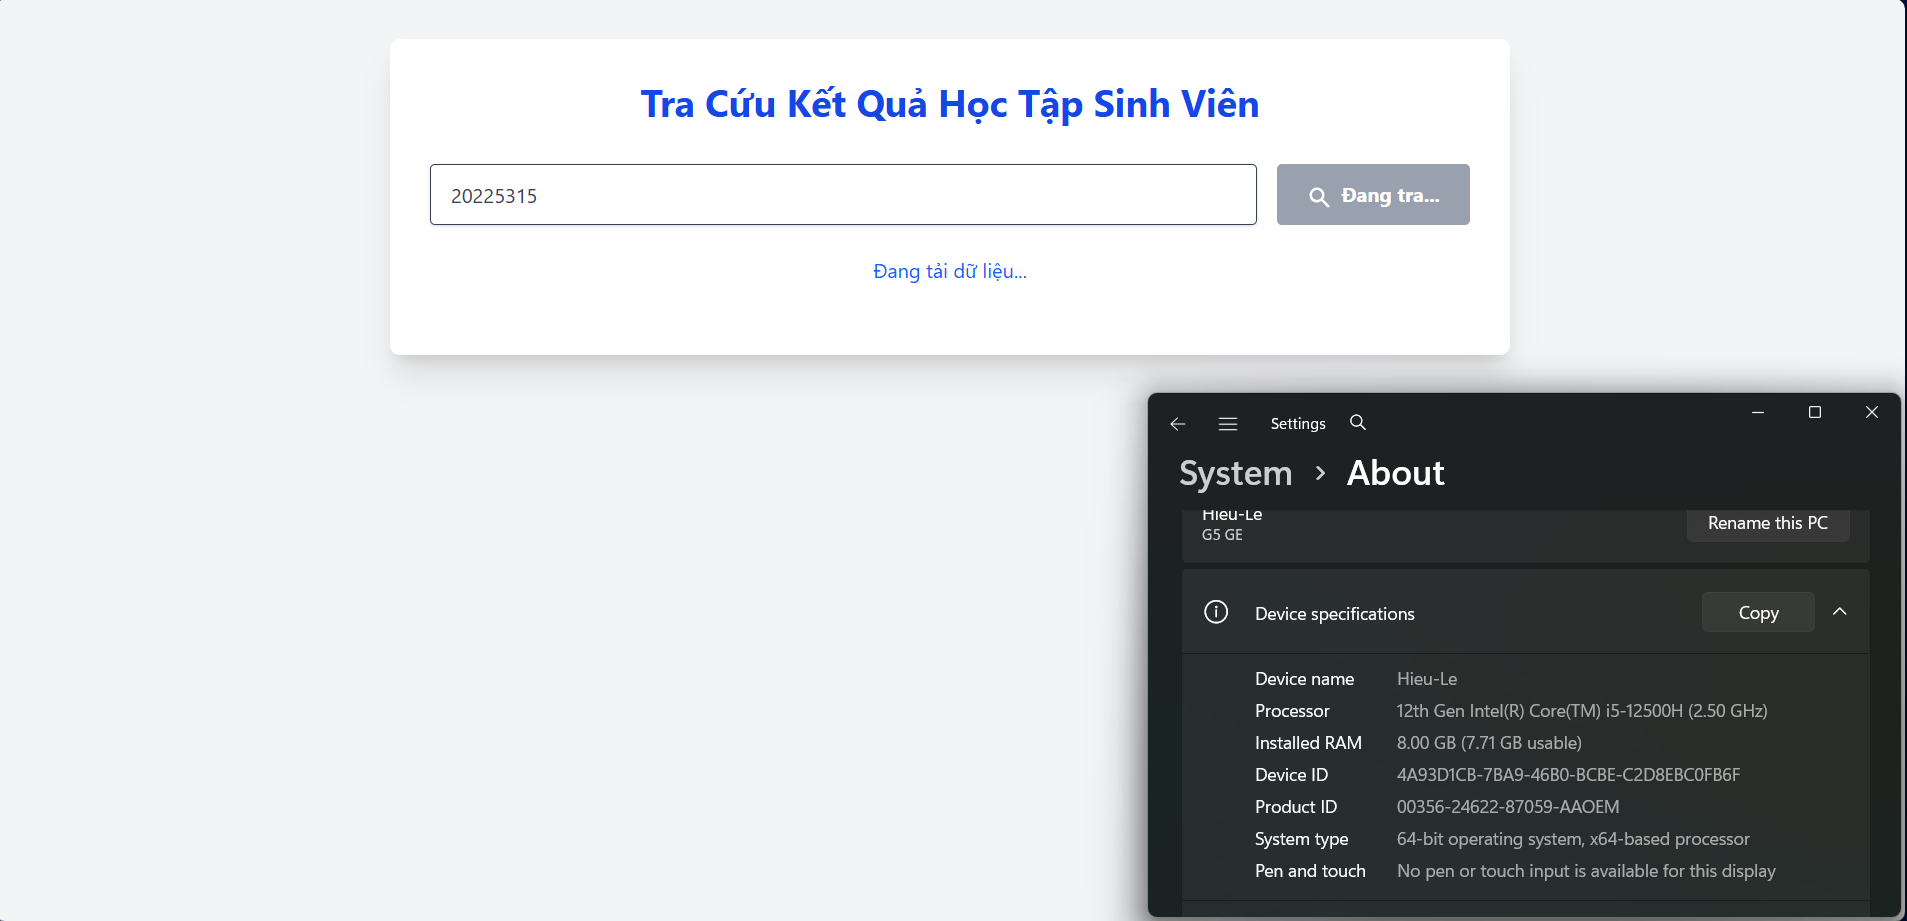 Tra Cứu Kết Quả Học Tập Sinh Viên
20225315
Đang tra...
Đang tải dữ liệu...
Settings
System > About
Hieu-Le
G5 GE
Rename this PC
Device specifications
Copy
Device name Hieu-Le
Processor 12th Gen Intel(R) Core(TM) i5-12500H (2.50 GHz)
Installed RAM 8.00 GB (7.71 GB usable)
Device ID 4A93D1CB-7BA9-46B0-BCBE-C2D8EBC0FB6F
Product ID 00356-24622-87059-AAOEM
System type 64-bit operating system, x64-based processor
Pen and touch No pen or touch input is available for this display